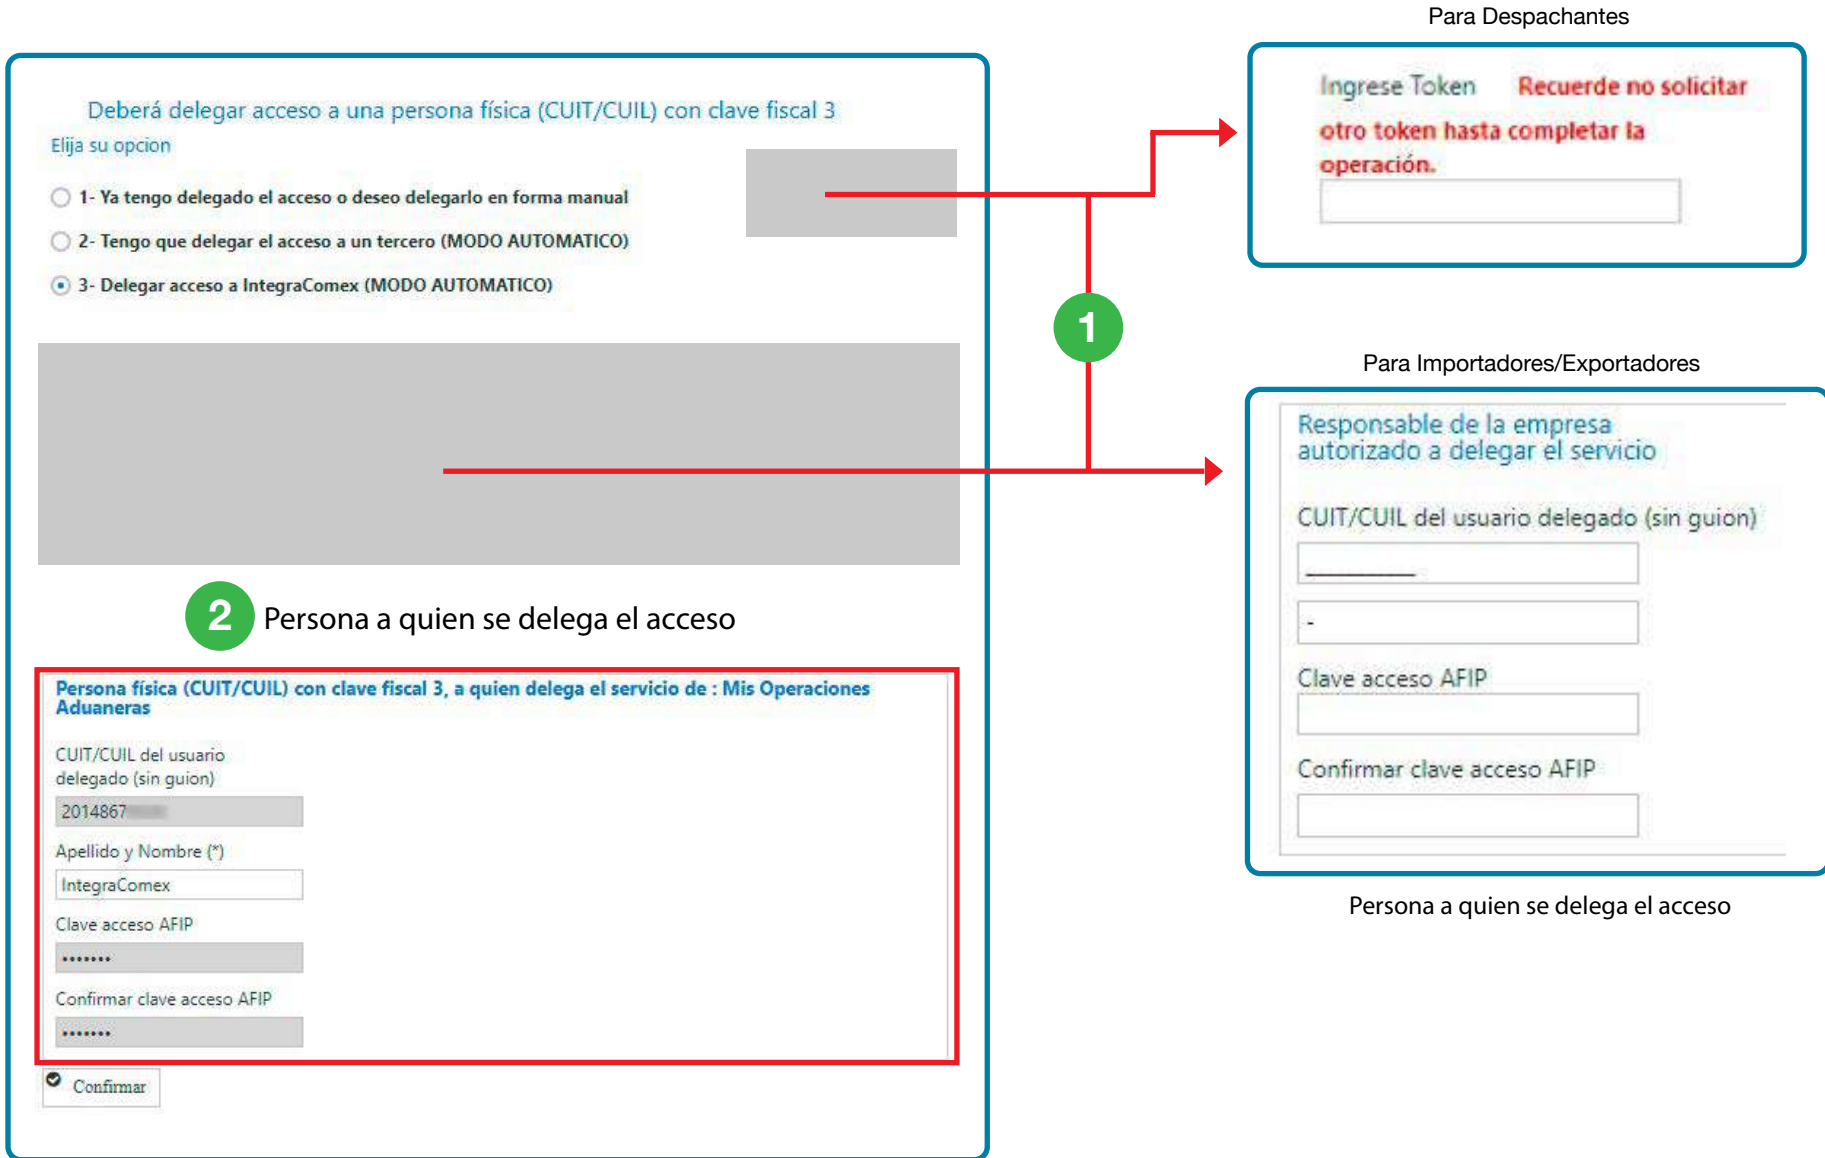 Para Despachantes
Ingrese Token Recuerde no solicitar
otro token hasta completar la
operación.
Deberá delegar acceso a una persona física (CUIT/CUIL) con clave fiscal 3
Elija su opcion
1- Ya tengo delegado el acceso o deseo delegarlo en forma manual
2- Tengo que delegar el acceso a un tercero (MODO AUTOMATICO)
3- Delegar acceso a IntegraComex (MODO AUTOMATICO)
1
Para Importadores/Exportadores
Responsable de la empresa
autorizado a delegar el servicio
CUIT/CUIL del usuario delegado (sin guion)
___________
-
Clave acceso AFIP
Confirmar clave acceso AFIP
Persona a quien se delega el acceso
2 Persona a quien se delega el acceso
Persona física (CUIT/CUIL) con clave fiscal 3, a quien delega el servicio de : Mis Operaciones
Aduaneras
CUIT/CUIL del usuario
delegado (sin guion)
2014867
Apellido y Nombre (*)
IntegraComex
Clave acceso AFIP
•••••••
Confirmar clave acceso AFIP
•••••••
Confirmar